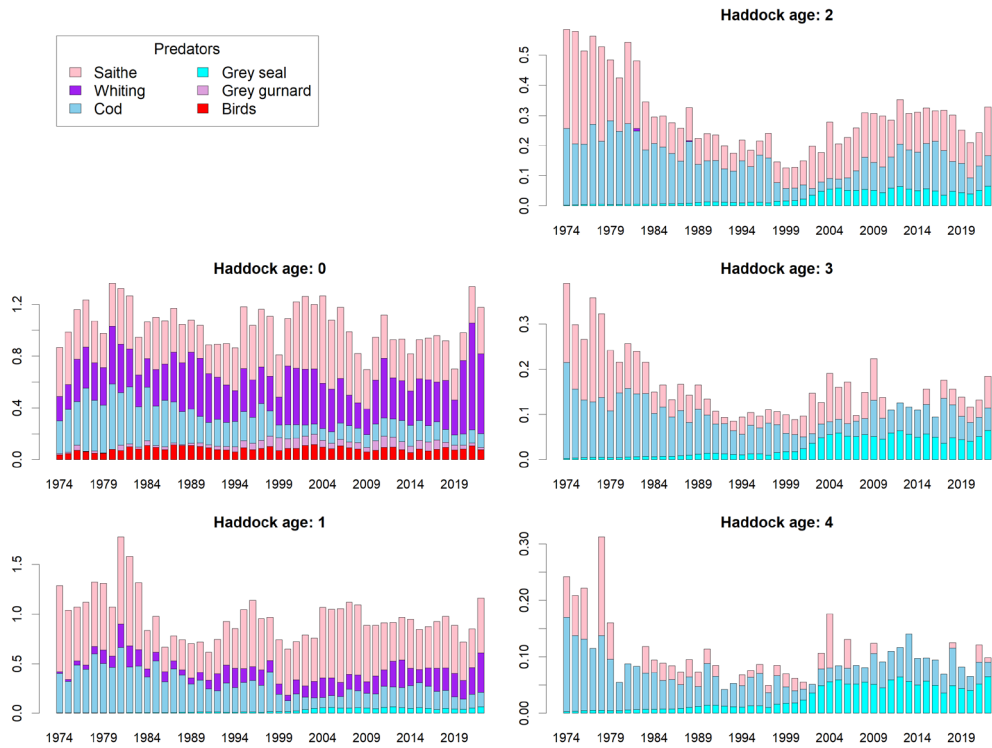 Predators
Saithe
Whiting
Cod
Grey seal
Grey gurnard
Birds
Haddock age: 2
0.0 0.1 0.2 0.3 0.4 0.5
1974 1979 1984 1989 1994 1999 2004 2009 2014 2019
Haddock age: 0
0.0 0.4 0.8 1.2
1974 1979 1984 1989 1994 1999 2004 2009 2014 2019
Haddock age: 3
0.0 0.1 0.2 0.3
1974 1979 1984 1989 1994 1999 2004 2009 2014 2019
Haddock age: 1
0.0 0.5 1.0 1.5
1974 1979 1984 1989 1994 1999 2004 2009 2014 2019
Haddock age: 4
0.00 0.10 0.20 0.30
1974 1979 1984 1989 1994 1999 2004 2009 2014 2019